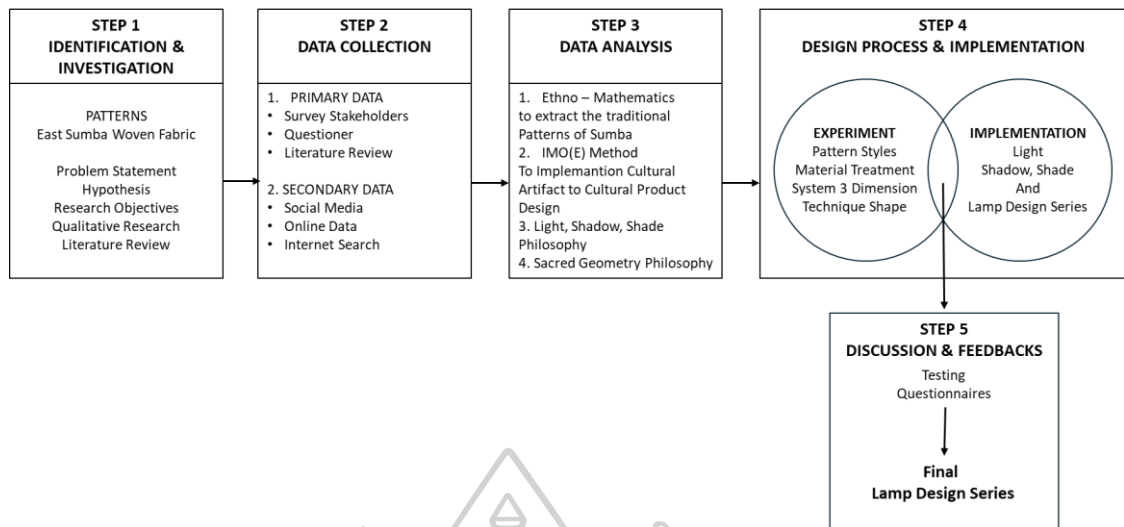 STEP 1
IDENTIFICATION &
INVESTIGATION
PATTERNS
East Sumba Woven Fabric
Problem Statement
Hypothesis
Research Objectives
Qualitative Research
Literature Review
STEP 2
DATA COLLECTION
1. PRIMARY DATA
• Survey Stakeholders
• Questioner
• Literature Review
2. SECONDARY DATA
• Social Media
• Online Data
• Internet Search
STEP 3
DATA ANALYSIS
1. Ethno – Mathematics
to extract the traditional
Patterns of Sumba
2. IMO(E) Method
To Implemantion Cultural
Artifact to Cultural Product
Design
3. Light, Shadow, Shade
Philosophy
4. Sacred Geometry Philosophy
STEP 4
DESIGN PROCESS & IMPLEMENTATION
EXPERIMENT
Pattern Styles
Material Treatment
System 3 Dimension
Technique Shape
IMPLEMENTATION
Light
Shadow, Shade
And
Lamp Design Series
STEP 5
DISCUSSION & FEEDBACKS
Testing
Questionnaires
Final
Lamp Design Series